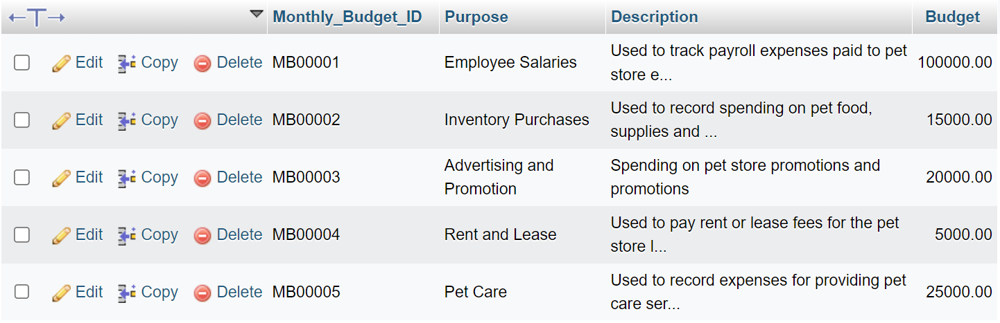 Monthly_Budget_ID Purpose Description Budget
Edit Copy Delete MB00001 Employee Salaries Used to track payroll expenses paid to pet store e... 100000.00
Edit Copy Delete MB00002 Inventory Purchases Used to record spending on pet food, supplies and ... 15000.00
Edit Copy Delete MB00003 Advertising and Promotion Spending on pet store promotions and promotions 20000.00
Edit Copy Delete MB00004 Rent and Lease Used to pay rent or lease fees for the pet store l... 5000.00
Edit Copy Delete MB00005 Pet Care Used to record expenses for providing pet care ser... 25000.00